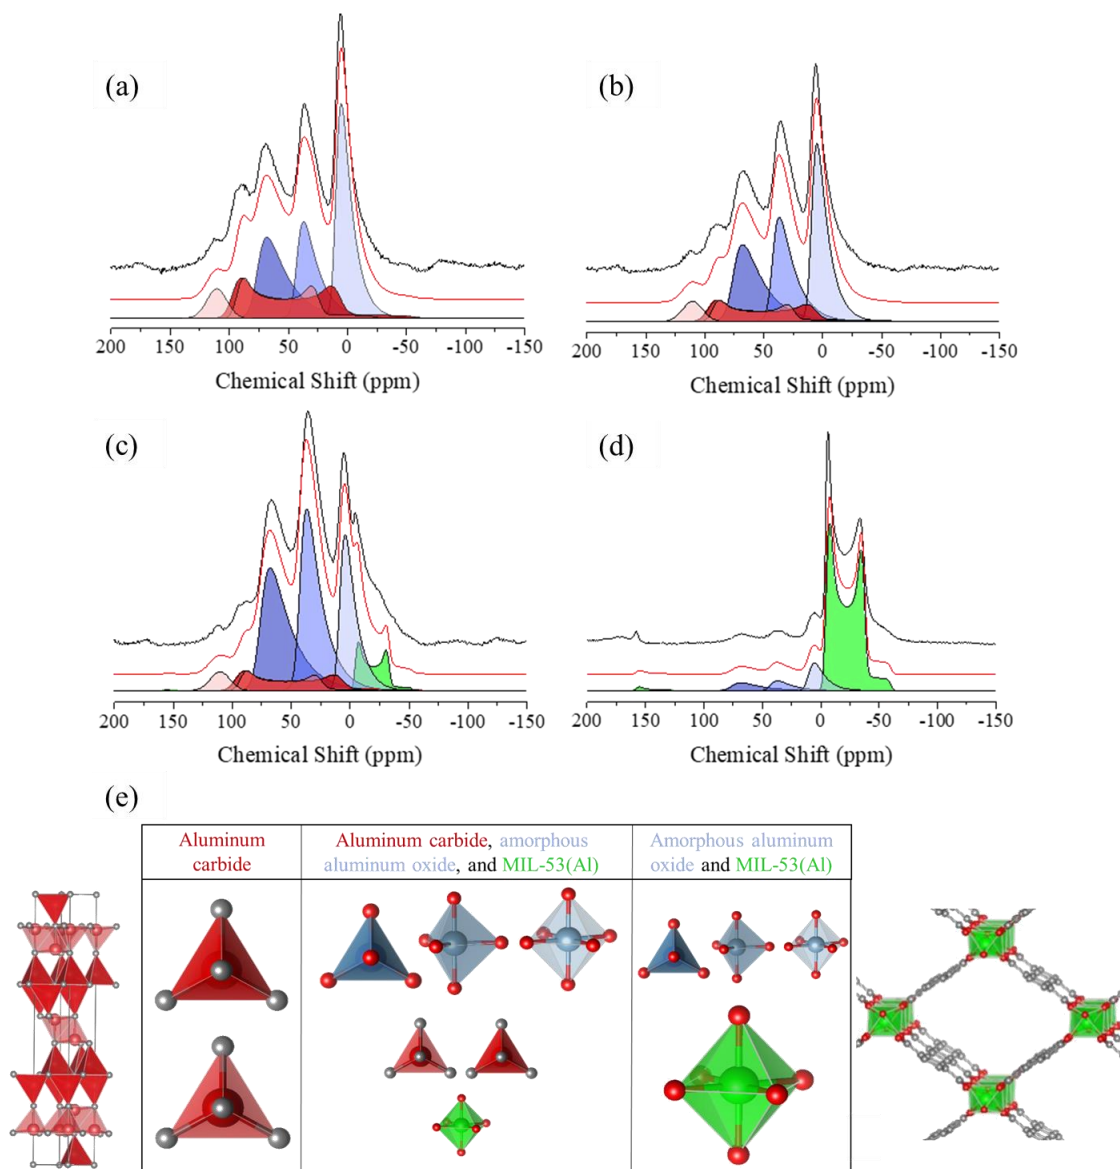 (a)
(b)
200 150 100 50 0 -50 -100 -150
Chemical Shift (ppm)
200 150 100 50 0 -50 -100 -150
Chemical Shift (ppm)
(c)
(d)
200 150 100 50 0 -50 -100 -150
Chemical Shift (ppm)
200 150 100 50 0 -50 -100 -150
Chemical Shift (ppm)
(e)
Aluminum
carbide
Aluminum carbide, amorphous
aluminum oxide, and MIL-53(Al)
Amorphous aluminum
oxide and MIL-53(Al)